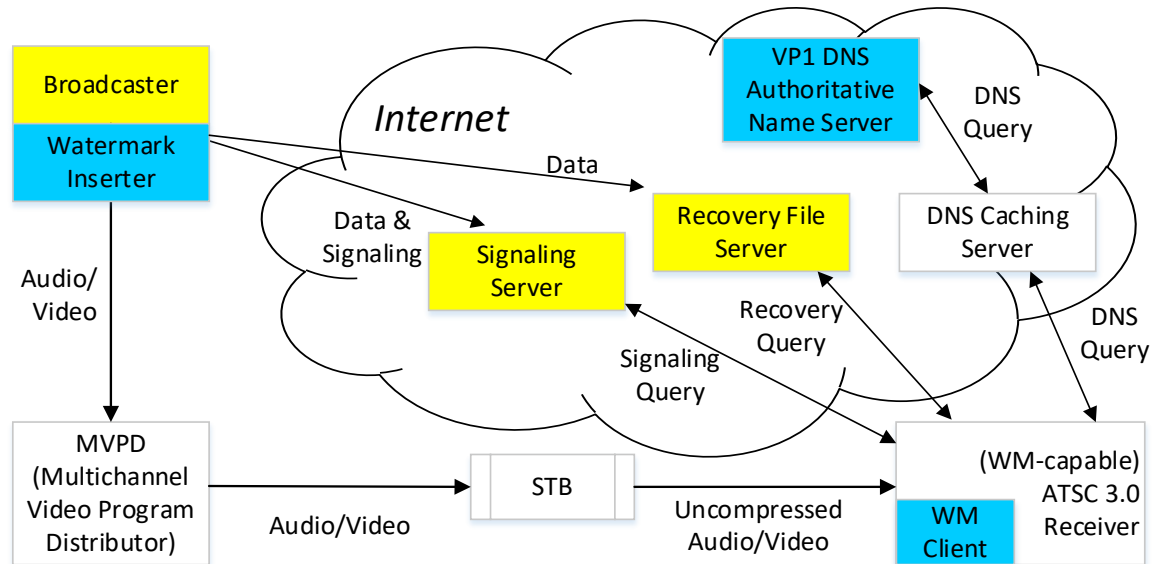 Broadcaster
Watermark
Inserter
Internet
VP1 DNS
Authoritative
Name Server
DNS
Query
Data
Data &
Signaling
Signaling
Server
Recovery File
Server
DNS Caching
Server
Audio/
Video
Signaling
Query
Recovery
Query
DNS
Query
MVPD
(Multichannel
Video Program
Distributor)
Audio/Video
STB
Uncompressed
Audio/Video
(WM-capable)
ATSC 3.0
Receiver
WM
Client